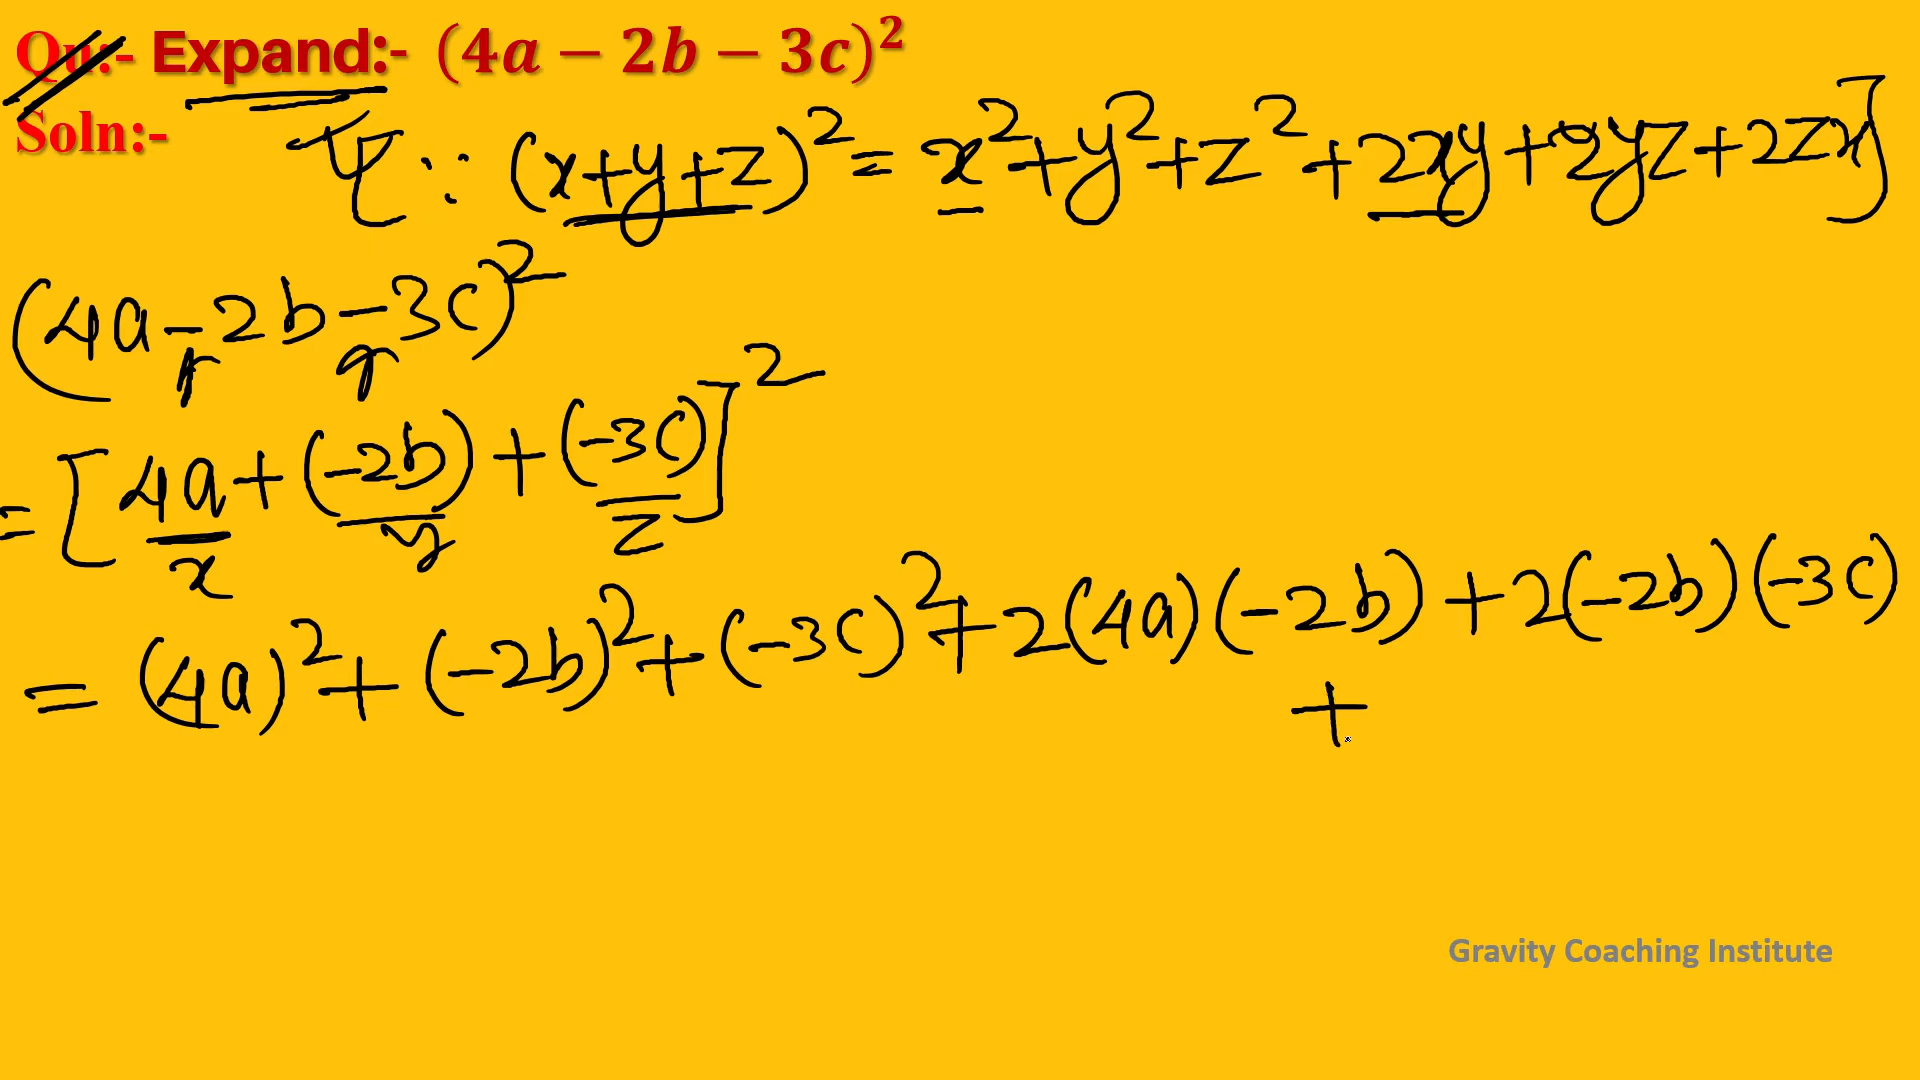 Qu:- Expand:- (4a − 2b − 3c)²
Soln:-
∵ (x+y+z)² = x²+y²+z²+2xy+2yz+2zx]
(4a-2b-3c)²
= [4a+(-2b)+(-3c)]²
x y z
= (4a)²+(-2b)²+(-3c)²+2(4a)(-2b)+2(-2b)(-3c)
+
Gravity Coaching Institute